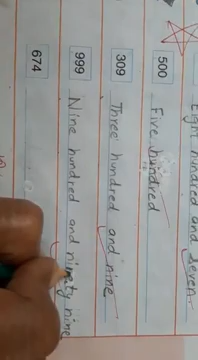 Eight hundred and seven
500 Five hundred
309 Three hundred and nine
999 Nine hundred and ninety nine
674